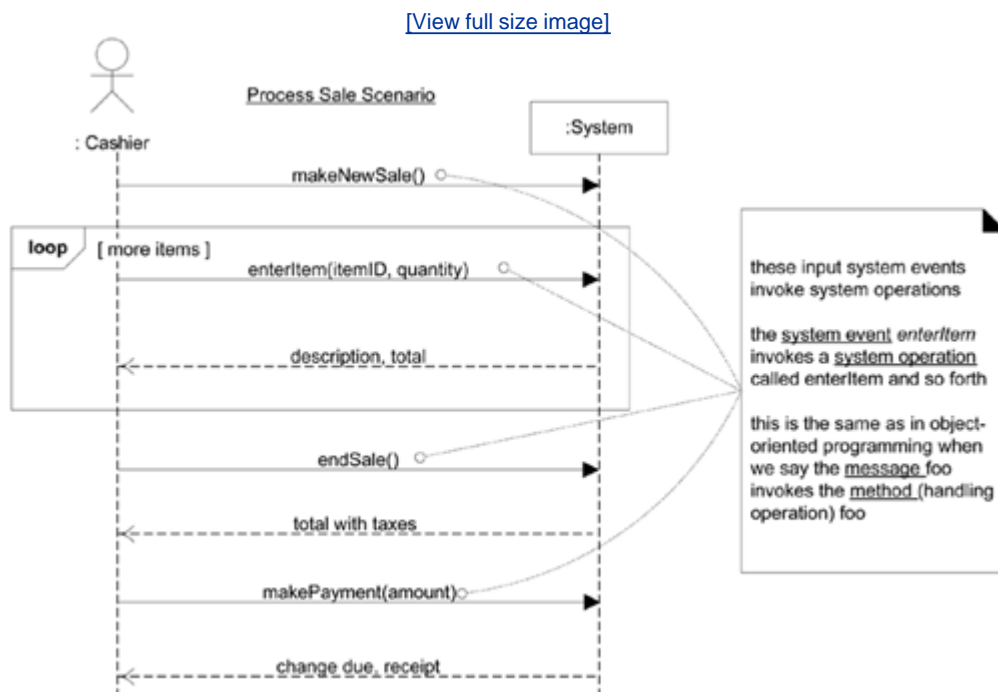 [View full size image]
Process Sale Scenario
: Cashier
:System
makeNewSale()
loop
[ more items ]
enterItem(itemID, quantity)
description, total
endSale()
total with taxes
makePayment(amount)
change due, receipt
these input system events
invoke system operations
the system event enterItem
invokes a system operation
called enterItem and so forth
this is the same as in object-
oriented programming when
we say the message foo
invokes the method (handling
operation) foo